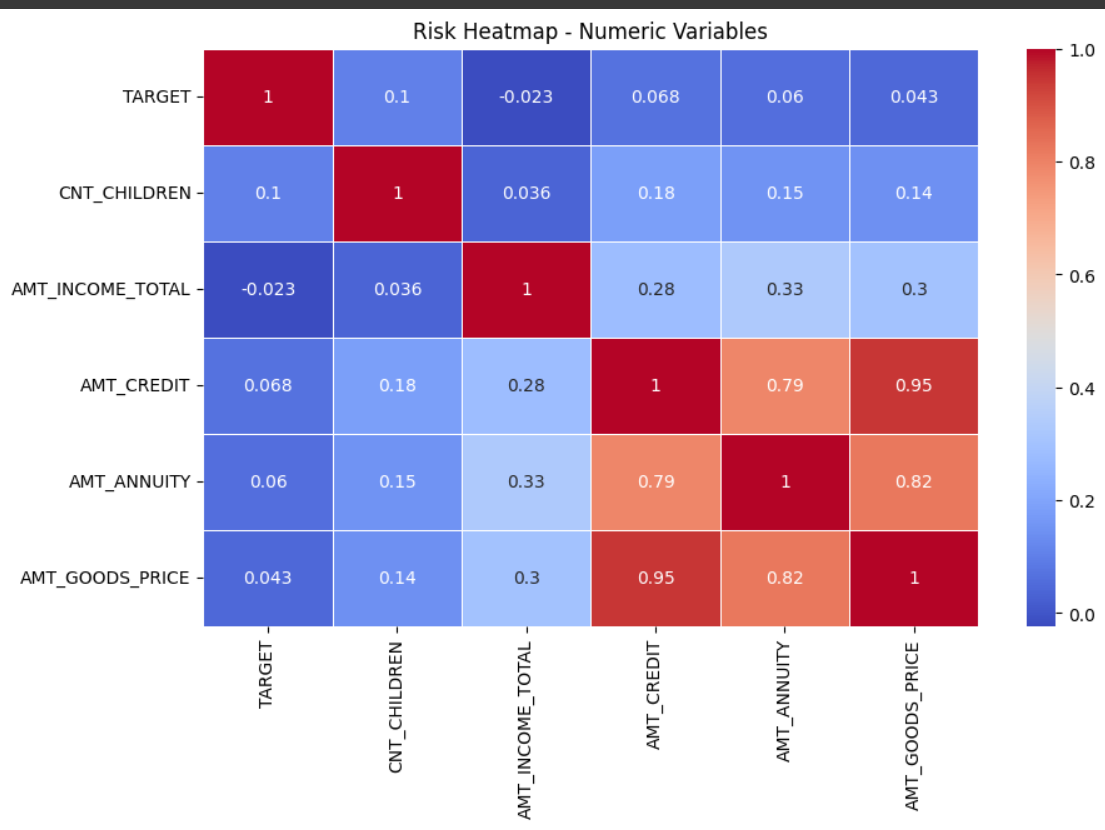 Risk Heatmap - Numeric Variables
TARGET 1 0.1 -0.023 0.068 0.06 0.043
CNT_CHILDREN 0.1 1 0.036 0.18 0.15 0.14
AMT_INCOME_TOTAL -0.023 0.036 1 0.28 0.33 0.3
AMT_CREDIT 0.068 0.18 0.28 1 0.79 0.95
AMT_ANNUITY 0.06 0.15 0.33 0.79 1 0.82
AMT_GOODS_PRICE 0.043 0.14 0.3 0.95 0.82 1
TARGET
CNT_CHILDREN
AMT_INCOME_TOTAL
AMT_CREDIT
AMT_ANNUITY
AMT_GOODS_PRICE
1.0
0.8
0.6
0.4
0.2
0.0